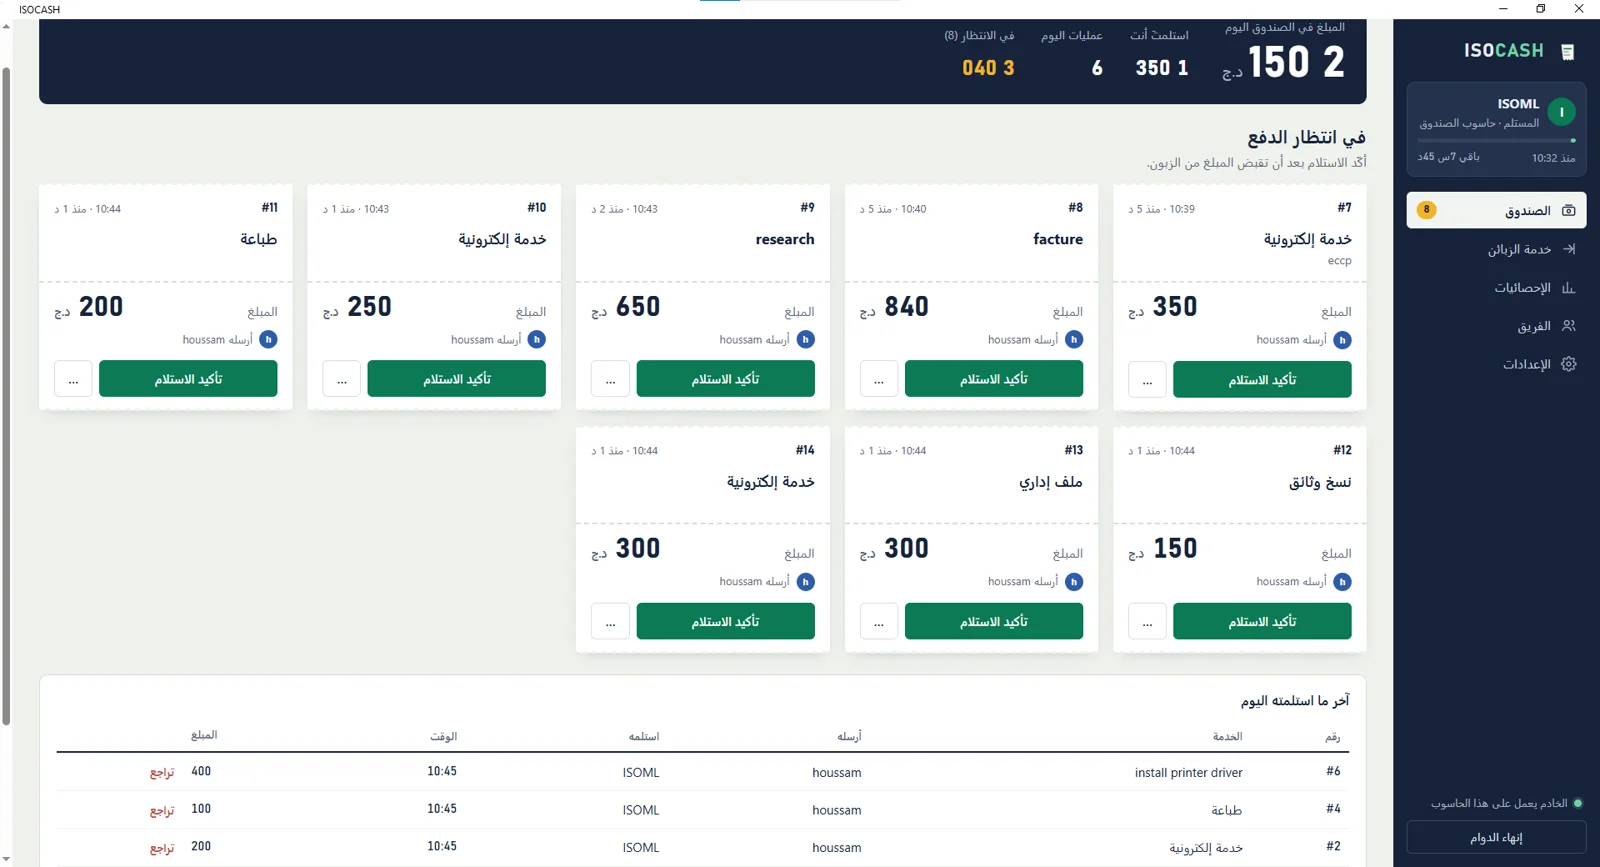 ISOCASH
ISOCASH
ISOML
I
المستلم · حاسوب الصندوق
منذ 10:32
باقي 7س 45د
الصندوق
8
خدمة الزبائن
الإحصائيات
الفريق
الإعدادات
الخادم يعمل على هذا الحاسوب
إنهاء الدوام
المبلغ في الصندوق اليوم
2 150 د.ج
استلمتَ أنت
1 350
عمليات اليوم
6
في الانتظار (8)
3 040
في انتظار الدفع
أكّد الاستلام بعد أن تقبض المبلغ من الزبون.
#7
10:39 · منذ 5 د
خدمة إلكترونية
eccp
المبلغ
350 د.ج
h أرسله houssam
تأكيد الاستلام
...
#8
10:40 · منذ 5 د
facture
المبلغ
840 د.ج
h أرسله houssam
تأكيد الاستلام
...
#9
10:43 · منذ 2 د
research
المبلغ
650 د.ج
h أرسله houssam
تأكيد الاستلام
...
#10
10:43 · منذ 1 د
خدمة إلكترونية
المبلغ
250 د.ج
h أرسله houssam
تأكيد الاستلام
...
#11
10:44 · منذ 1 د
طباعة
المبلغ
200 د.ج
h أرسله houssam
تأكيد الاستلام
...
#12
10:44 · منذ 1 د
نسخ وثائق
المبلغ
150 د.ج
h أرسله houssam
تأكيد الاستلام
...
#13
10:44 · منذ 1 د
ملف إداري
المبلغ
300 د.ج
h أرسله houssam
تأكيد الاستلام
...
#14
10:44 · منذ 1 د
خدمة إلكترونية
المبلغ
300 د.ج
h أرسله houssam
تأكيد الاستلام
...
آخر ما استلمته اليوم
رقم الخدمة أرسله استلمه الوقت المبلغ
#6 install printer driver houssam ISOML 10:45 400 تراجع
#4 طباعة houssam ISOML 10:45 100 تراجع
#2 خدمة إلكترونية houssam ISOML 10:45 200 تراجع